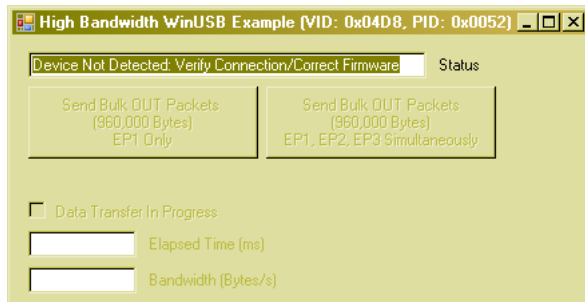 High Bandwidth WinUSB Example (VID: 0x04D8, PID: 0x0052)
Device Not Detected: Verify Connection/Correct Firmware Status
Send Bulk OUT Packets Send Bulk OUT Packets
(960,000 Bytes) (960,000 Bytes)
EP1 Only EP1, EP2, EP3 Simultaneously
Data Transfer In Progress
Elapsed Time (ms)
Bandwidth (Bytes/s)